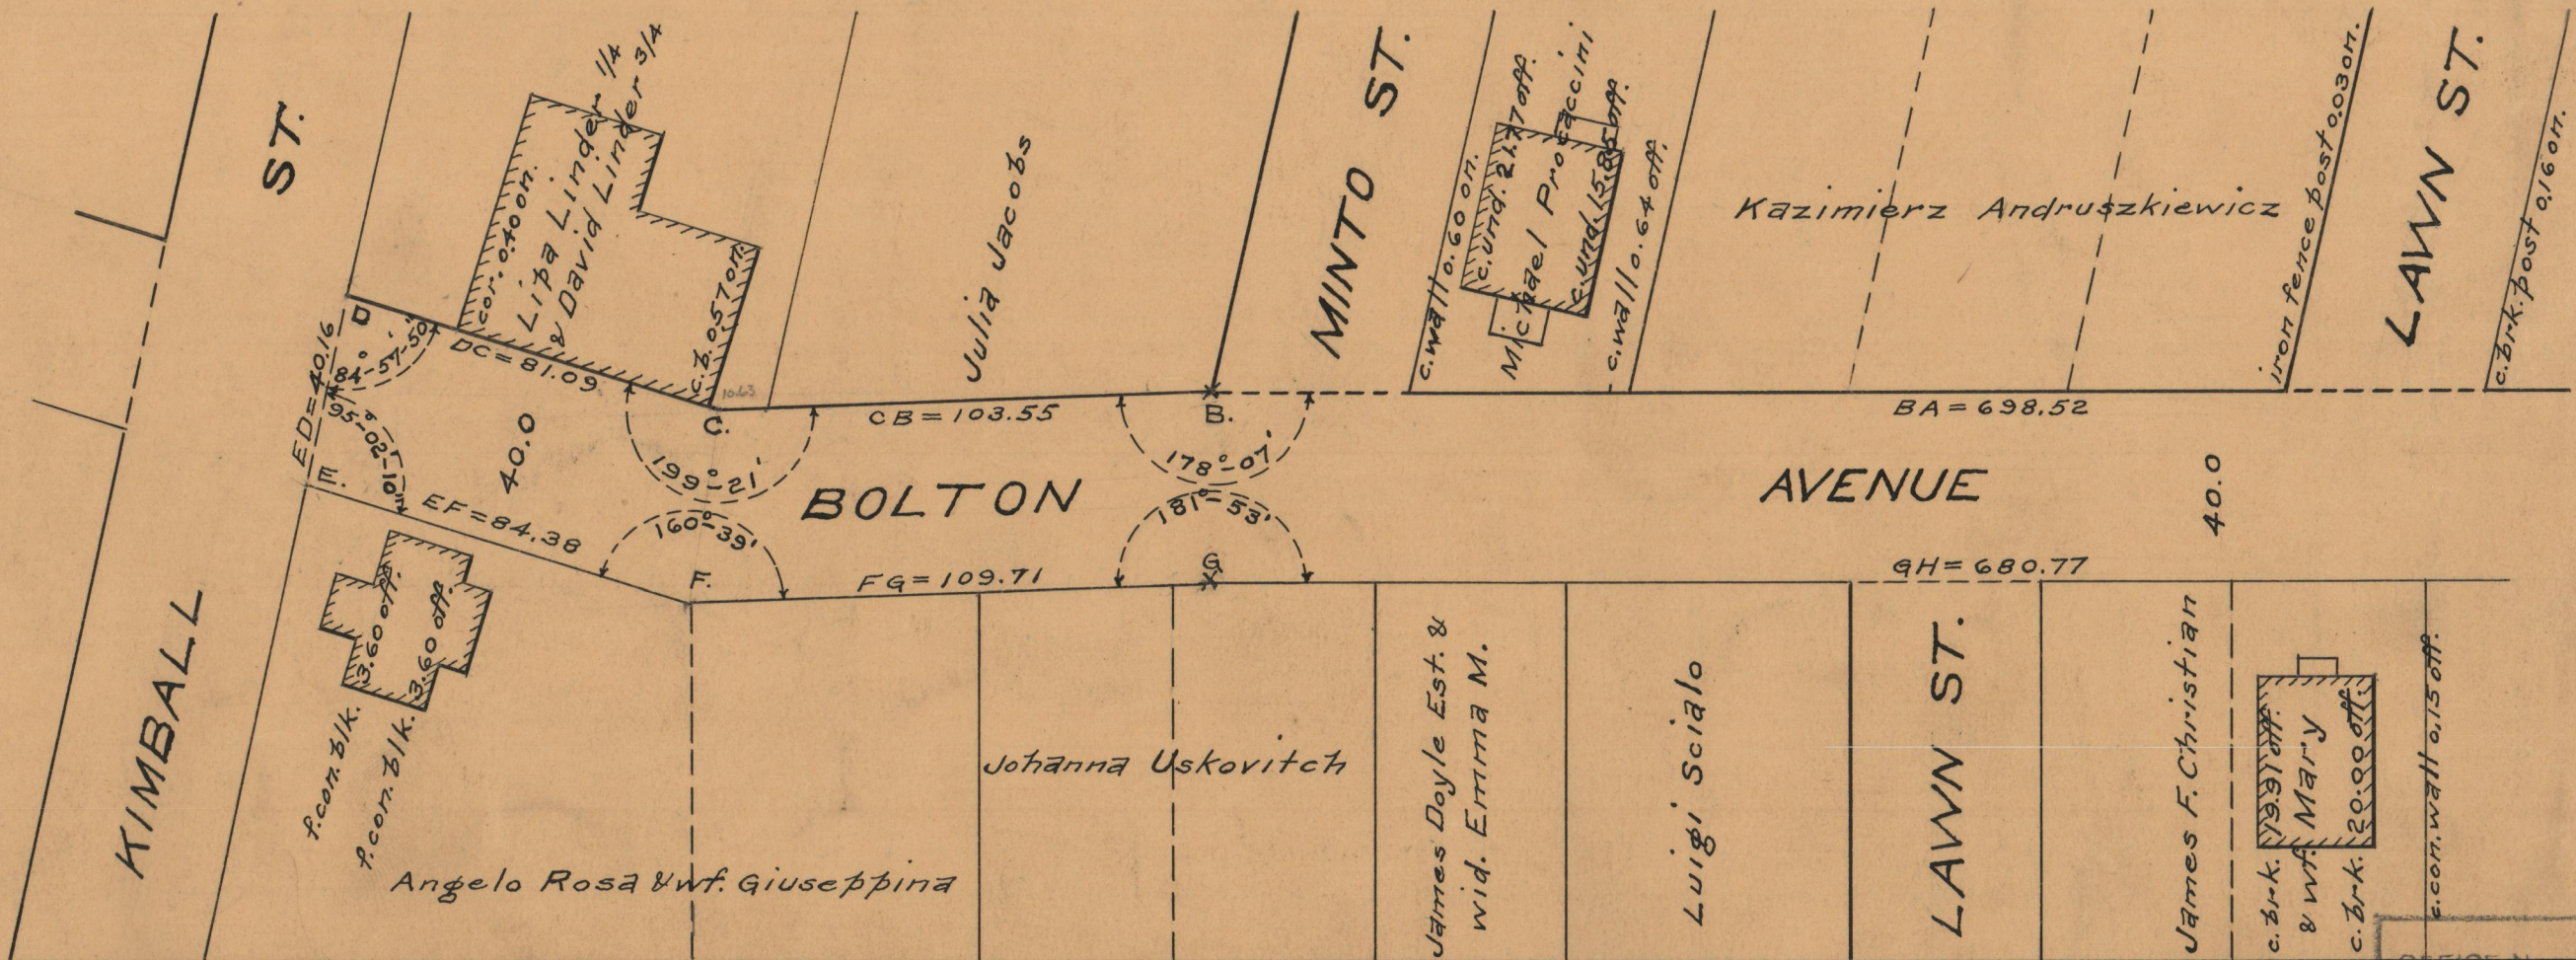 KIMBALL
ST.
Lipa Linder 1/4
& David Linder 3/4
cor. 0.40 on.
c.b. 0.57 on.
10.63
Julia Jacobs
MINTO ST.
c. wall 0.60 on.
c. und. 21.77 off.
Michael Procaccini
c. und. 15.85 off.
c. wall 0.64 off.
Kazimierz Andruszkiewicz
iron fence post 0.03 on.
LAWN ST.
c. brk. post 0.16 on.
D
ED=40.16
84°-57'-50"
95°-02'-10"
E.
DC=81.09
40.0
C.
199°-21'
CB=103.55
B.
178°-07'
BA=698.52
BOLTON AVENUE
40.0
EF=84.38
160°-39'
F.
FG=109.71
181°-53'
G
GH=680.77
3.60 off.
3.60 off.
f. con. blk.
f. con. blk.
Angelo Rosa & wf. Giuseppina
Johanna Uskovitch
James Doyle Est. &
wid. Emma M.
Luigi Scialo
LAWN ST.
James F. Christian
& wf. Mary
c. brk. 19.91 off.
c. brk. 20.00 off.
c. con. wall 0.15 off.